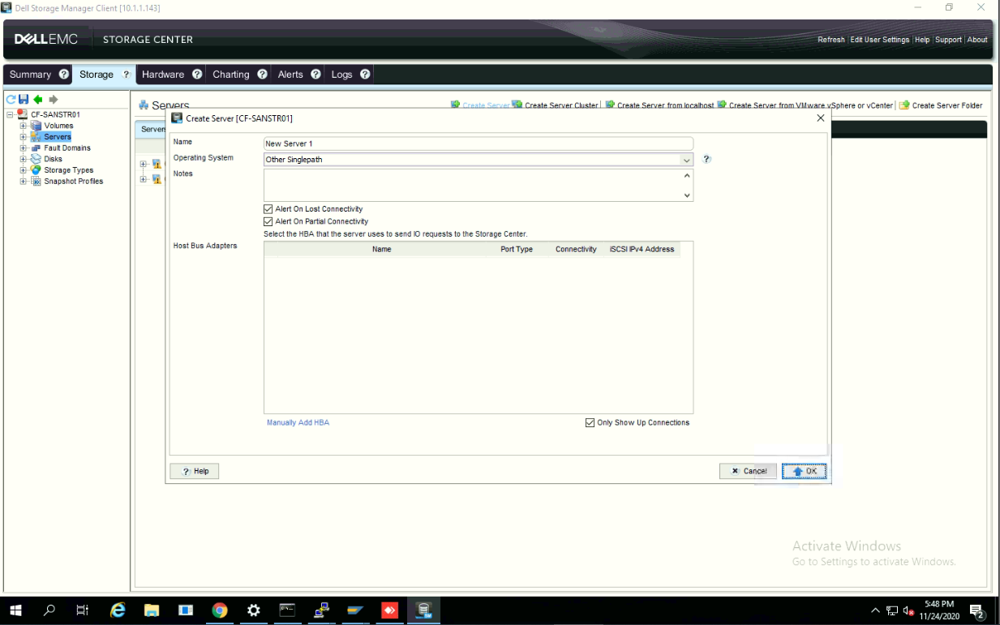 Dell Storage Manager Client [10.1.1.143]
DELLEMC STORAGE CENTER
Refresh | Edit User Settings | Help | Support | About
Summary ? Storage ? Hardware ? Charting ? Alerts ? Logs ?
CF-SANSTR01
Volumes
Servers
Fault Domains
Disks
Storage Types
Snapshot Profiles
Servers
Create Server Create Server Cluster | Create Server from localhost Create Server from VMware vSphere or vCenter | Create Server Folder
Servers
Create Server [CF-SANSTR01]
Name New Server 1
Operating System Other Singlepath ?
Notes
Alert On Lost Connectivity
Alert On Partial Connectivity
Select the HBA that the server uses to send IO requests to the Storage Center.
Host Bus Adapters
Name Port Type Connectivity iSCSI IPv4 Address
Manually Add HBA Only Show Up Connections
? Help Cancel OK
Activate Windows
Go to Settings to activate Windows.
5:48 PM
11/24/2020
2